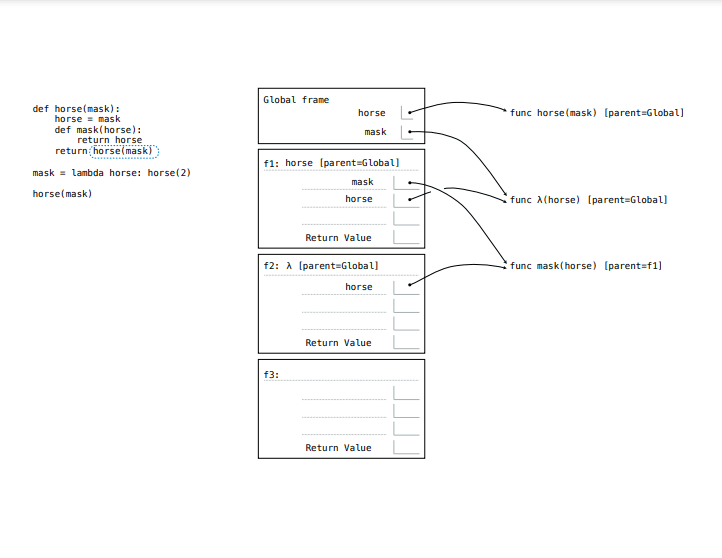 def horse(mask):
    horse = mask
    def mask(horse):
        return horse
    return horse(mask)
mask = lambda horse: horse(2)
horse(mask)
Global frame
horse
mask
f1: horse [parent=Global]
mask
horse
Return Value
f2: λ [parent=Global]
horse
Return Value
f3:
Return Value
func horse(mask) [parent=Global]
func λ(horse) [parent=Global]
func mask(horse) [parent=f1]